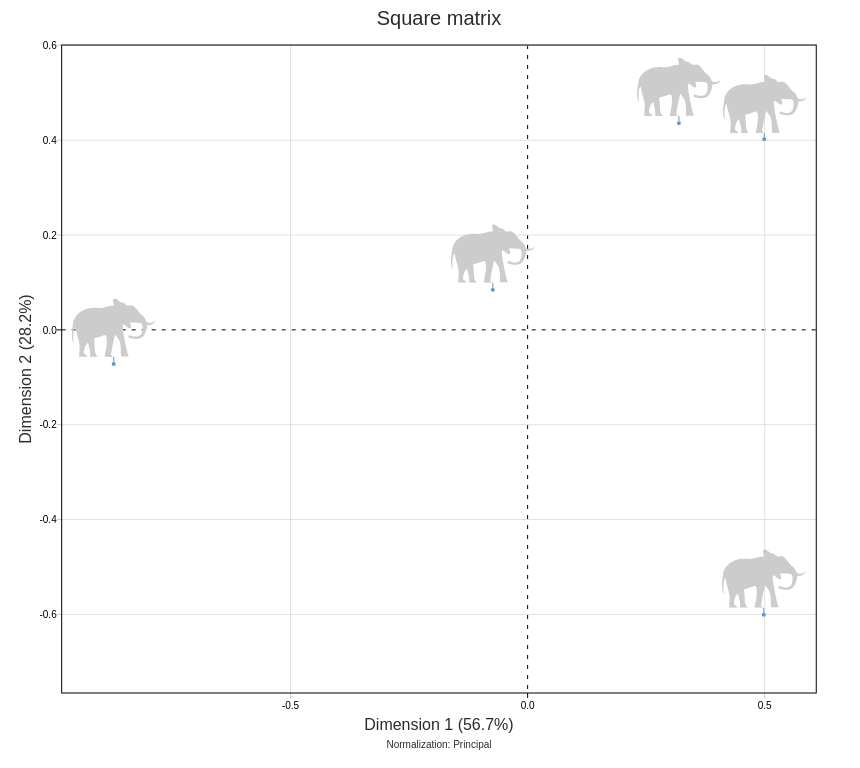 Square matrix
0.6
0.4
0.2
0.0
-0.2
-0.4
-0.6
Dimension 2 (28.2%)
-0.5
0.0
0.5
Dimension 1 (56.7%)
Normalization: Principal